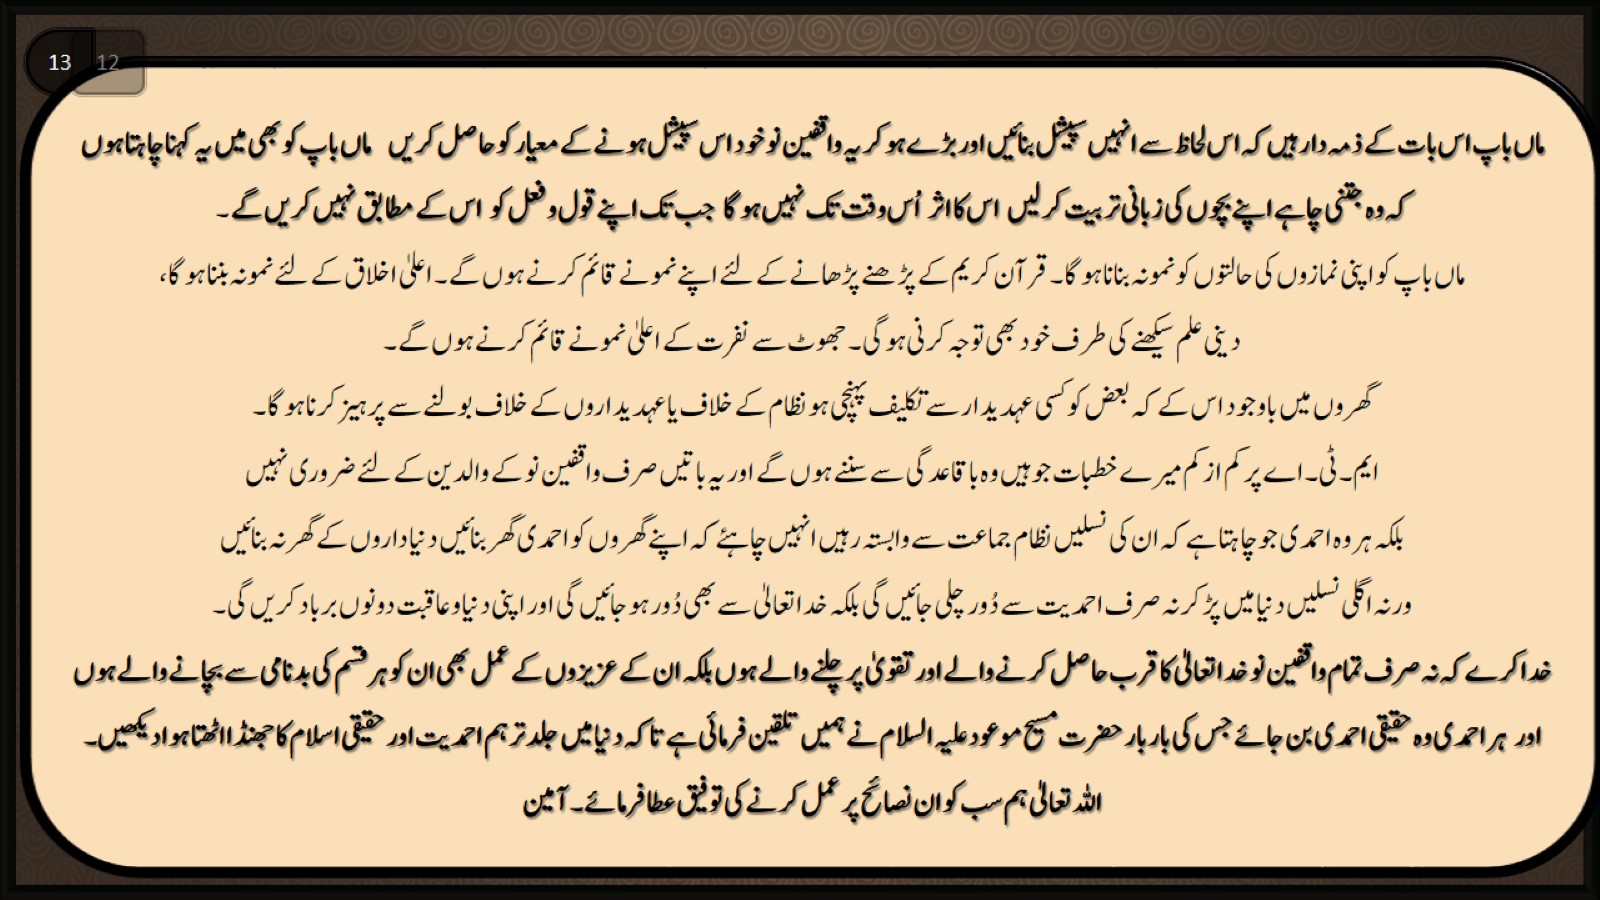 13 12
ماں باپ اس بات کے ذمہ دار ہیں کہ اس لحاظ سے انہیں سپیشل بنائیں اور بڑے ہو کر یہ واقفین نو خود اس سپیشل ہونے کے معیار کو حاصل کریں ماں باپ کو بھی میں یہ کہنا چاہتا ہوں
کہ وہ جتنی چاہے اپنے بچوں کی زبانی تربیت کر لیں اس کا اثر اُس وقت تک نہیں ہو گا جب تک اپنے قول و فعل کو اس کے مطابق نہیں کریں گے۔
ماں باپ کو اپنی نمازوں کی حالتوں کو نمونہ بنانا ہو گا۔ قرآن کریم کے پڑھنے پڑھانے کے لئے اپنے نمونے قائم کرنے ہوں گے۔ اعلیٰ اخلاق کے لئے نمونہ بننا ہو گا،
دینی علم سیکھنے کی طرف خود بھی توجہ کرنی ہو گی۔ جھوٹ سے نفرت کے اعلیٰ نمونے قائم کرنے ہوں گے۔
گھروں میں باوجود اس کے کہ بعض کو کسی عہدیدار سے تکلیف پہنچی ہو نظام کے خلاف یا عہدیداروں کے خلاف بولنے سے پرہیز کرنا ہو گا۔
ایم۔ٹی۔اے پر کم از کم میرے خطبات جو ہیں وہ باقاعدگی سے سننے ہوں گے اور یہ باتیں صرف واقفین نو کے والدین کے لئے ضروری نہیں
بلکہ ہر وہ احمدی جو چاہتا ہے کہ ان کی نسلیں نظام جماعت سے وابستہ رہیں انہیں چاہئے کہ اپنے گھروں کو احمدی گھر بنائیں دنیاداروں کے گھر نہ بنائیں
ورنہ اگلی نسلیں دنیا میں پڑ کر نہ صرف احمدیت سے دُور چلی جائیں گی بلکہ خدا تعالیٰ سے بھی دُور ہو جائیں گی اور اپنی دنیا و عاقبت دونوں برباد کریں گی۔
خدا کرے کہ نہ صرف تمام واقفین نو خدا تعالیٰ کا قرب حاصل کرنے والے اور تقویٰ پر چلنے والے ہوں بلکہ ان کے عزیزوں کے عمل بھی ان کو ہر قسم کی بدنامی سے بچانے والے ہوں
اور ہر احمدی وہ حقیقی احمدی بن جائے جس کی بار بار حضرت مسیح موعود علیہ السلام نے ہمیں تلقین فرمائی ہے تاکہ دنیا میں جلد تر ہم احمدیت اور حقیقی اسلام کا جھنڈا اٹھتا ہوا دیکھیں۔
اللہ تعالیٰ ہم سب کو ان نصائح پر عمل کرنے کی توفیق عطا فرمائے۔ آمین